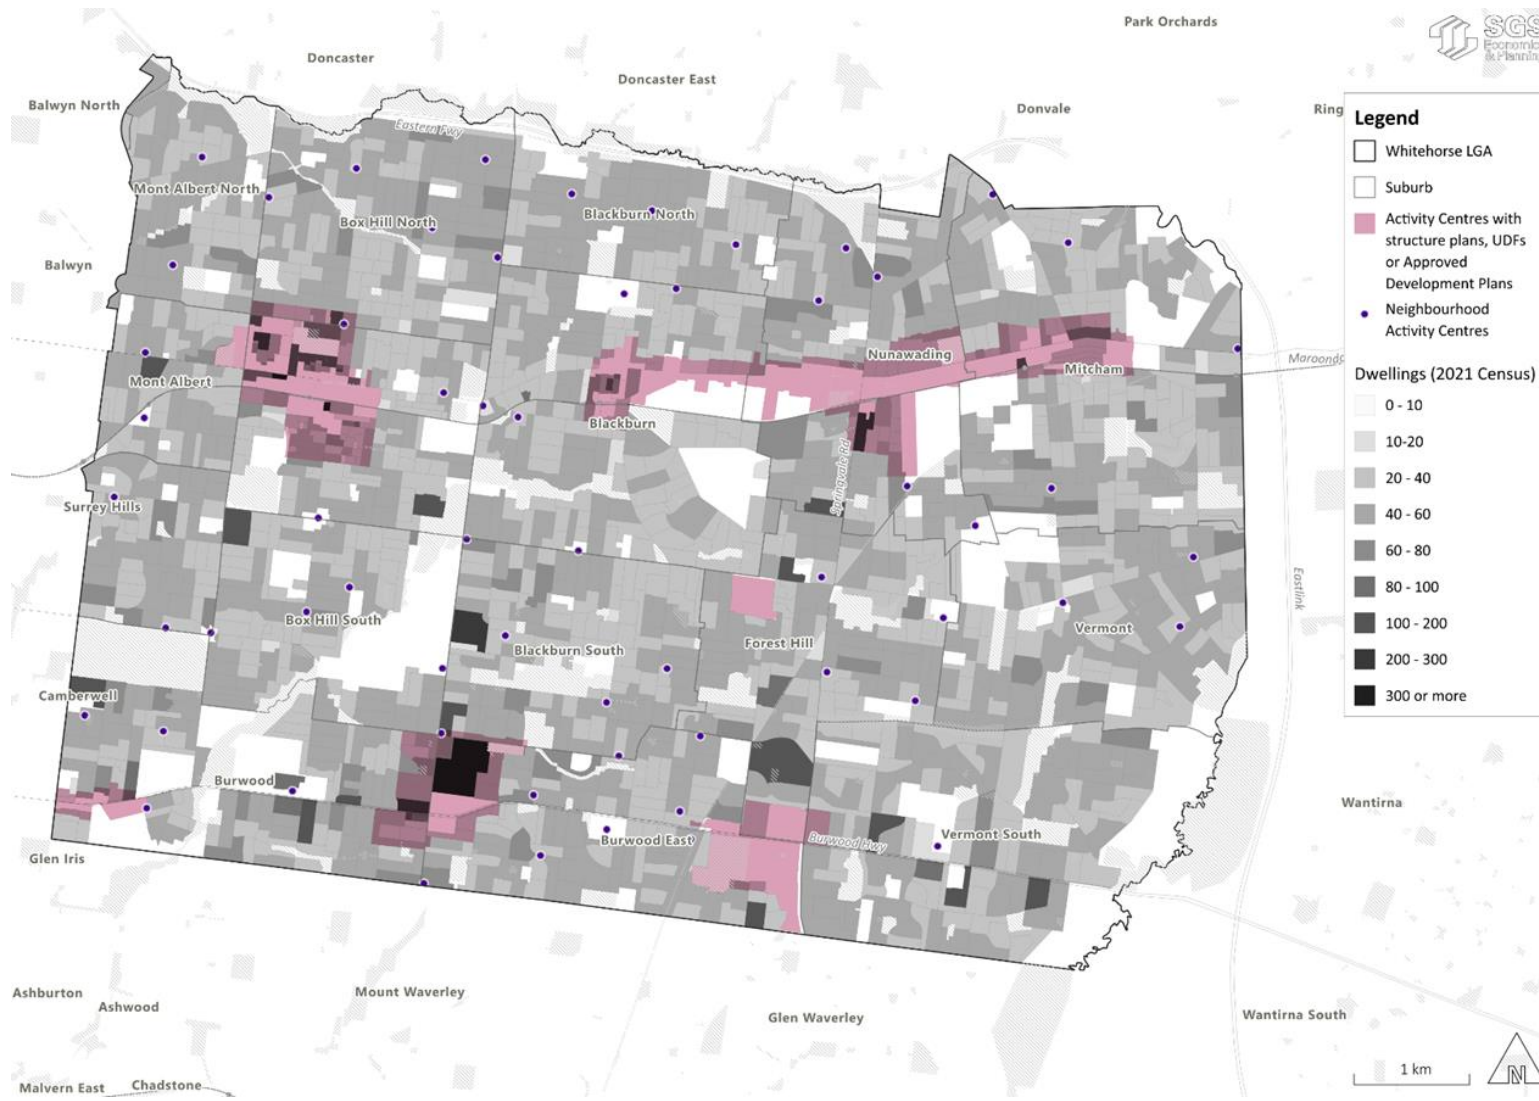 Park Orchards
SGS
Economics
& Planning
Doncaster
Doncaster East
Balwyn North
Donvale
Ring
Eastern Fwy
Legend
Whitehorse LGA
Suburb
Activity Centres with
structure plans, UDFs
or Approved
Development Plans
Neighbourhood
Activity Centres
Dwellings (2021 Census)
0 - 10
10-20
20 - 40
40 - 60
60 - 80
80 - 100
100 - 200
200 - 300
300 or more
Mont Albert North
Box Hill North
Blackburn North
Balwyn
Nunawading
Maroonda
Mitcham
Mont Albert
Blackburn
Springvale Rd
Surrey Hills
Eastlink
Box Hill South
Blackburn South
Forest Hill
Vermont
Camberwell
Burwood
Wantirna
Burwood East
Burwood Hwy
Vermont South
Glen Iris
Ashburton
Ashwood
Mount Waverley
Glen Waverley
Wantirna South
1 km
N
Malvern East
Chadstone